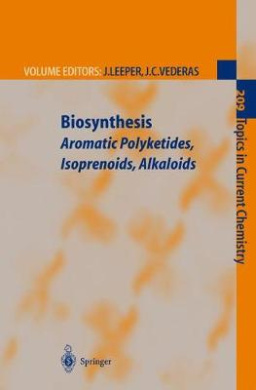 VOLUME EDITORS: J.LEEPER, J.C.VEDERAS
209 Topics in Current Chemistry
Biosynthesis
Aromatic Polyketides,
Isoprenoids, Alkaloids
Springer